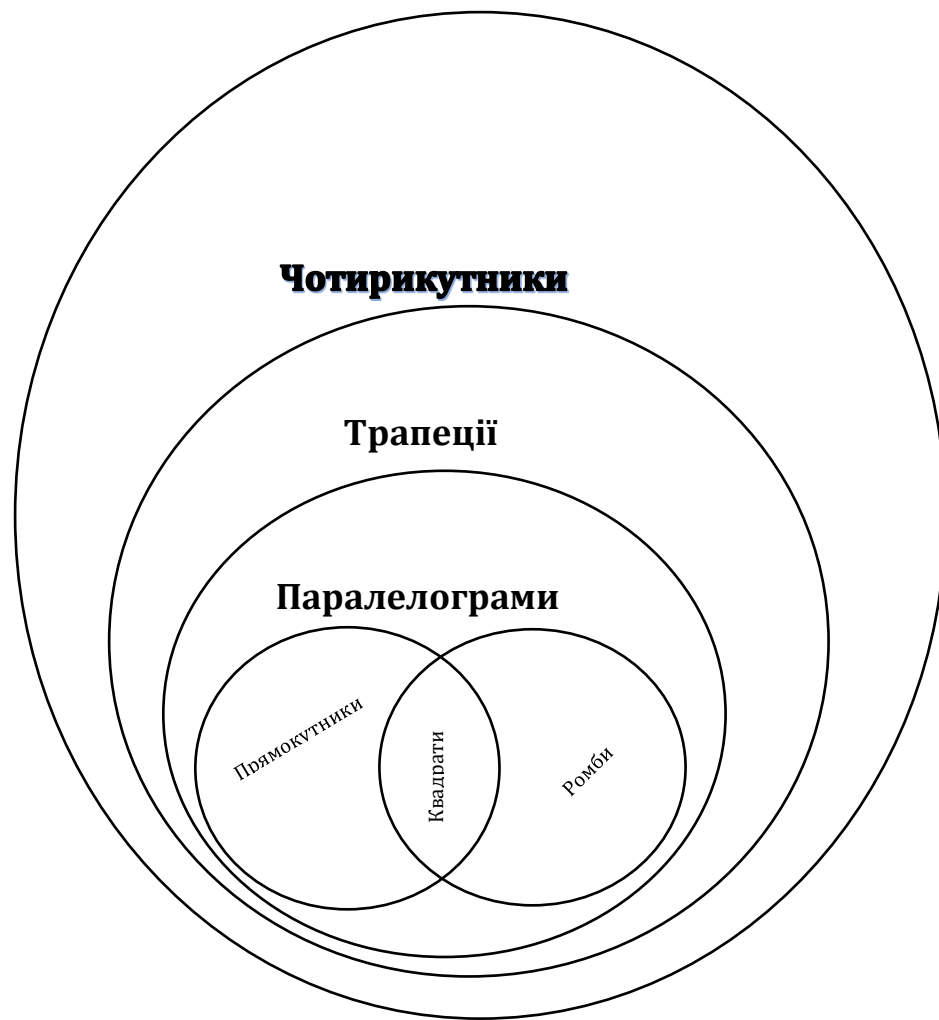 Чотирикутники
Трапеції
Паралелограми
Прямокутники
Квадрати
Ромби